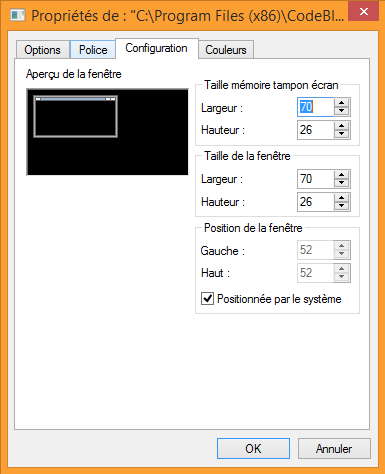 Propriétés de : "C:\Program Files (x86)\CodeBl...
Options Police Configuration Couleurs
Aperçu de la fenêtre
Taille mémoire tampon écran
Largeur : 70
Hauteur : 26
Taille de la fenêtre
Largeur : 70
Hauteur : 26
Position de la fenêtre
Gauche : 52
Haut : 52
Positionnée par le système
OK Annuler